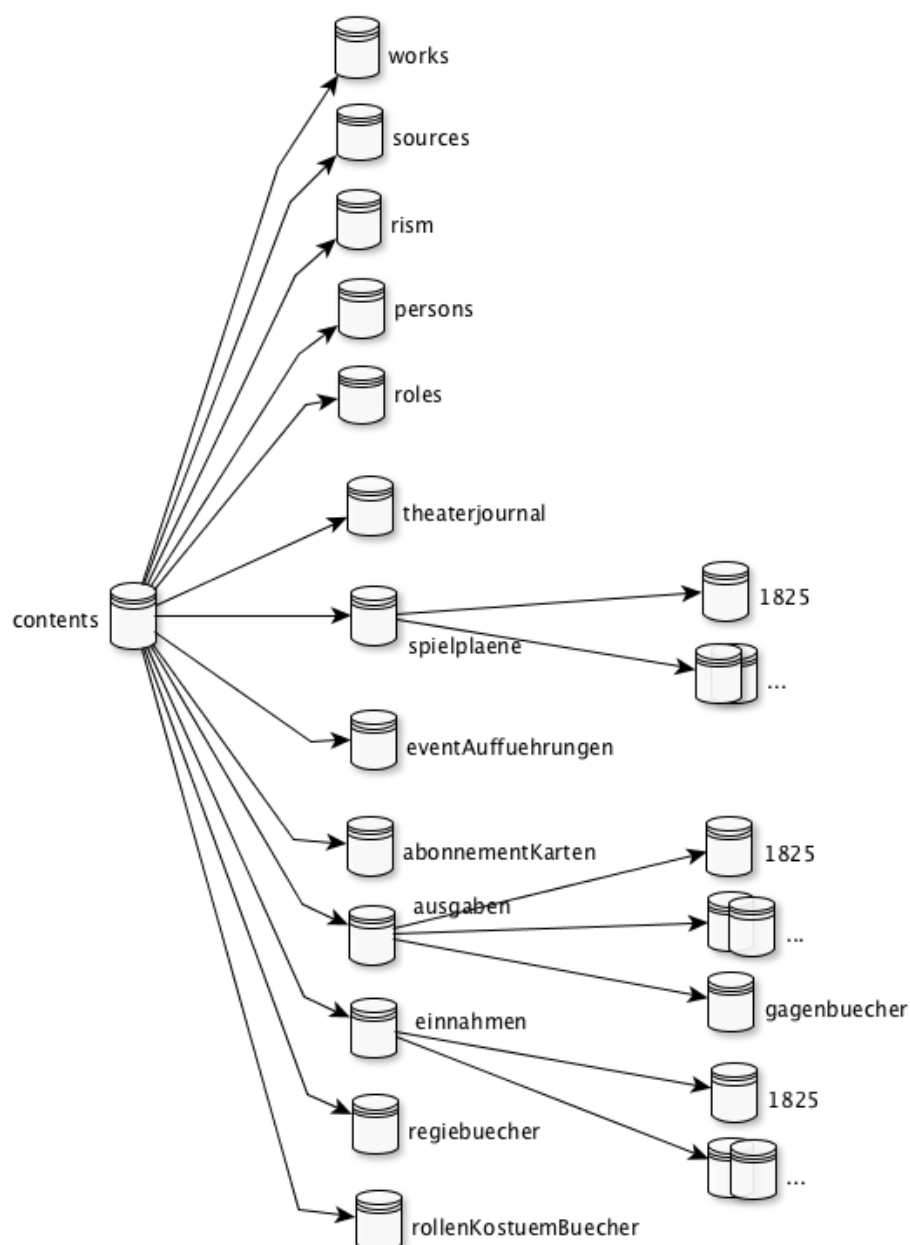 works
sources
rism
persons
roles
theaterjournal
contents
spielplaene
1825
...
eventAuffuehrungen
abonnementKarten
ausgaben
1825
...
gagenbuecher
einnahmen
1825
...
regiebuecher
rollenKostuemBuecher